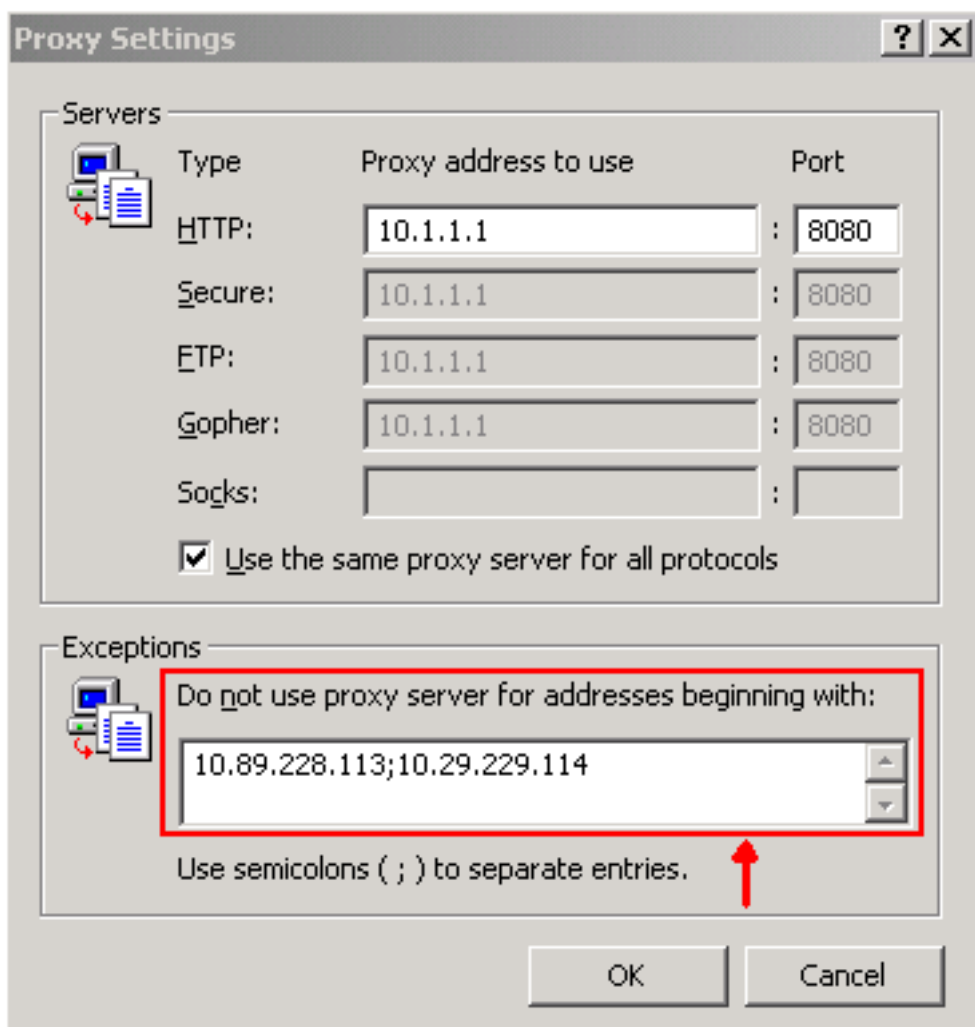 Proxy Settings
Servers
Type Proxy address to use Port
HTTP: 10.1.1.1 : 8080
Secure: 10.1.1.1 : 8080
FTP: 10.1.1.1 : 8080
Gopher: 10.1.1.1 : 8080
Socks: :
Use the same proxy server for all protocols
Exceptions
Do not use proxy server for addresses beginning with:
10.89.228.113;10.29.229.114
Use semicolons ( ; ) to separate entries.
OK Cancel